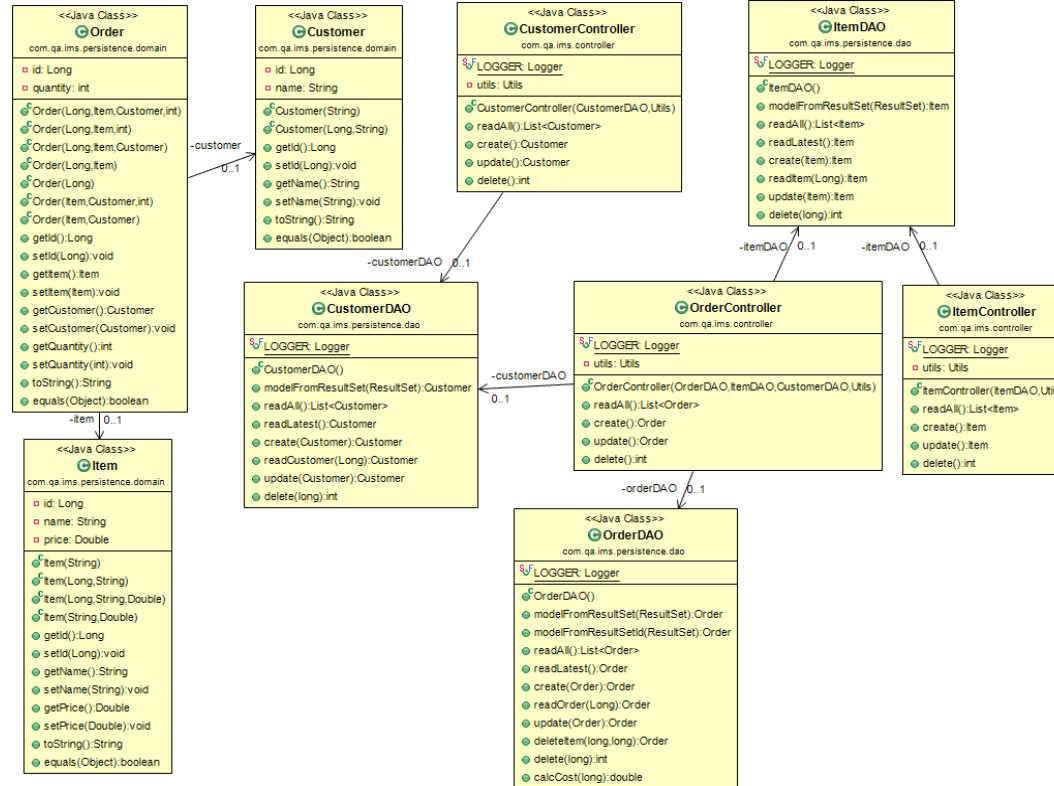 <<Java Class>>
Order
com.qa.ims.persistence.domain
id: Long
quantity: int
Order(Long,Item,Customer,int)
Order(Long,Item,int)
Order(Long,Item,Customer)
Order(Long,Item)
Order(Long)
Order(Item,Customer,int)
Order(Item,Customer)
getId():Long
setId(Long):void
getItem():Item
setItem(Item):void
getCustomer():Customer
setCustomer(Customer):void
getQuantity():int
setQuantity(int):void
toString():String
equals(Object):boolean
-customer
0..1
<<Java Class>>
Customer
com.qa.ims.persistence.domain
id: Long
name: String
Customer(String)
Customer(Long,String)
getId():Long
setId(Long):void
getName():String
setName(String):void
toString():String
equals(Object):boolean
<<Java Class>>
CustomerController
com.qa.ims.controller
LOGGER: Logger
utils: Utils
CustomerController(CustomerDAO,Utils)
readAll():List<Customer>
create():Customer
update():Customer
delete():int
-customerDAO
0..1
<<Java Class>>
ItemDAO
com.qa.ims.persistence.dao
LOGGER: Logger
ItemDAO()
modelFromResultSet(ResultSet):Item
readAll():List<Item>
readLatest():Item
create(Item):Item
readItem(Long):Item
update(Item):Item
delete(long):int
-itemDAO
0..1
-itemDAO
0..1
<<Java Class>>
CustomerDAO
com.qa.ims.persistence.dao
LOGGER: Logger
CustomerDAO()
modelFromResultSet(ResultSet):Customer
readAll():List<Customer>
readLatest():Customer
create(Customer):Customer
readCustomer(Long):Customer
update(Customer):Customer
delete(long):int
-customerDAO
0..1
<<Java Class>>
OrderController
com.qa.ims.controller
LOGGER: Logger
utils: Utils
OrderController(OrderDAO,ItemDAO,CustomerDAO,Utils)
readAll():List<Order>
create():Order
update():Order
delete():int
<<Java Class>>
ItemController
com.qa.ims.controller
LOGGER: Logger
utils: Utils
ItemController(ItemDAO,Util
readAll():List<Item>
create():Item
update():Item
delete():int
-item
0..1
<<Java Class>>
Item
com.qa.ims.persistence.domain
id: Long
name: String
price: Double
Item(String)
Item(Long,String)
Item(Long,String,Double)
Item(String,Double)
getId():Long
setId(Long):void
getName():String
setName(String):void
getPrice():Double
setPrice(Double):void
toString():String
equals(Object):boolean
-orderDAO
0..1
<<Java Class>>
OrderDAO
com.qa.ims.persistence.dao
LOGGER: Logger
OrderDAO()
modelFromResultSet(ResultSet):Order
modelFromResultSetId(ResultSet):Order
readAll():List<Order>
readLatest():Order
create(Order):Order
readOrder(Long):Order
update(Order):Order
deleteItem(long,long):Order
delete(long):int
calcCost(long):double